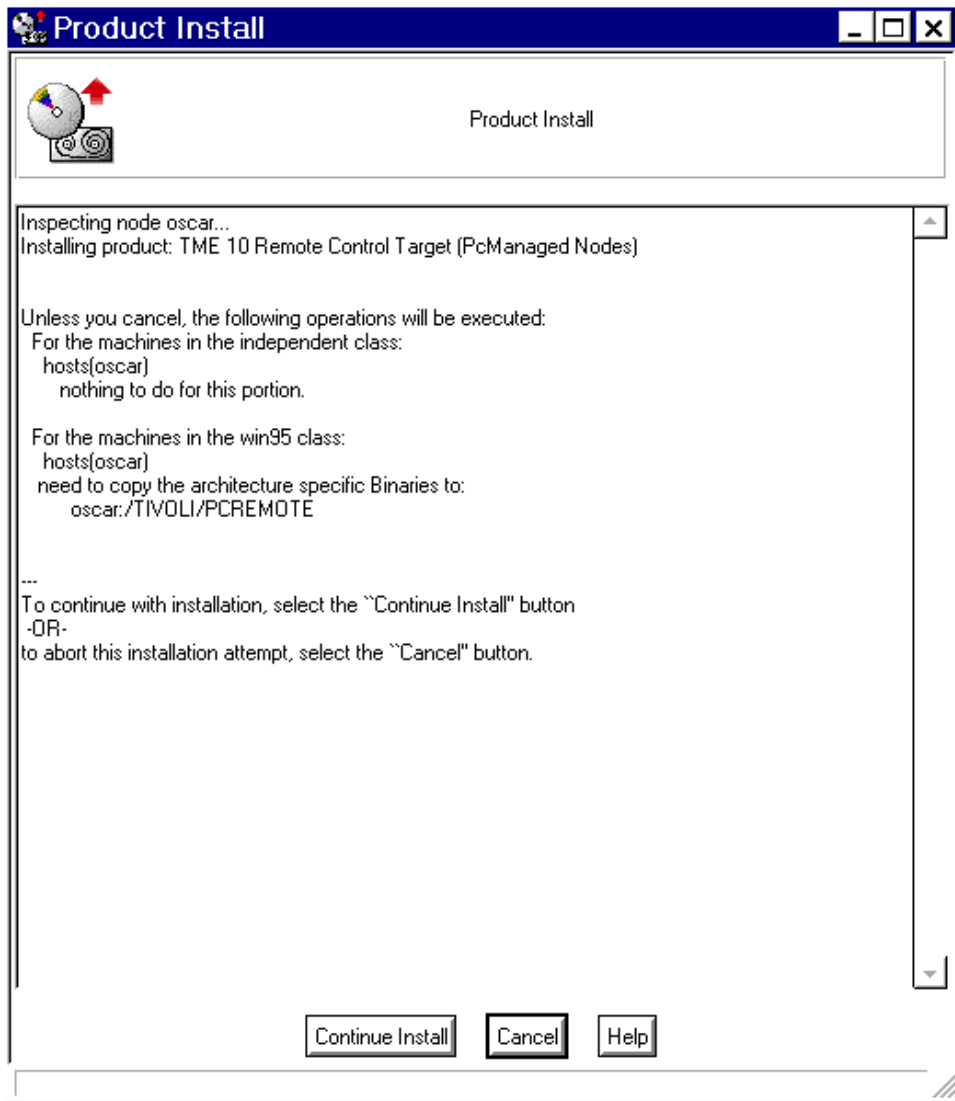 Product Install
Product Install
Inspecting node oscar...
Installing product: TME 10 Remote Control Target (PcManaged Nodes)
Unless you cancel, the following operations will be executed:
For the machines in the independent class:
hosts(oscar)
nothing to do for this portion.
For the machines in the win95 class:
hosts(oscar)
need to copy the architecture specific Binaries to:
oscar:/TIVOLI/PCREMOTE
---
To continue with installation, select the ``Continue Install'' button
-OR-
to abort this installation attempt, select the ``Cancel'' button.
Continue Install Cancel Help